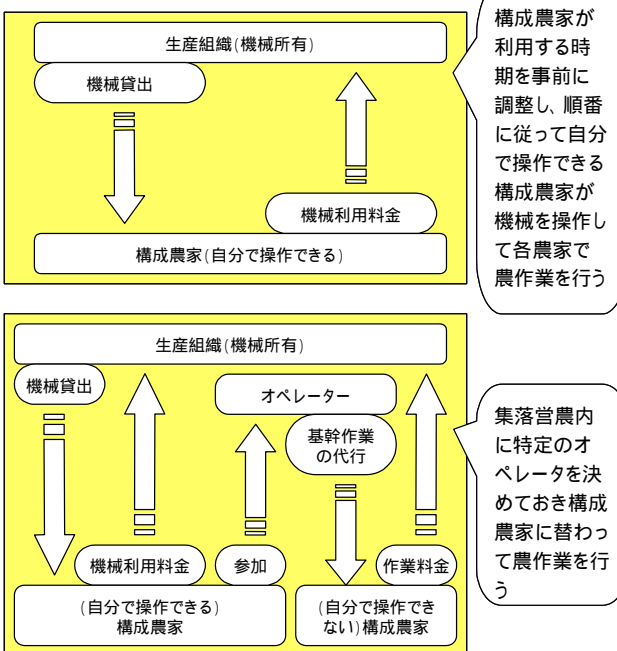 生産組織(機械所有)
機械貸出
機械利用料金
構成農家(自分で操作できる)
構成農家が
利用する時
期を事前に
調整し、順番
に従って自分
で操作できる
構成農家が
機械を操作し
て各農家で
農作業を行う
生産組織(機械所有)
機械貸出
オペレーター
基幹作業
の代行
機械利用料金
参加
作業料金
(自分で操作できる)
構成農家
(自分で操作でき
ない)構成農家
集落営農内
に特定のオ
ペレータを決
めておき構成
農家に替わっ
て農作業を行
う